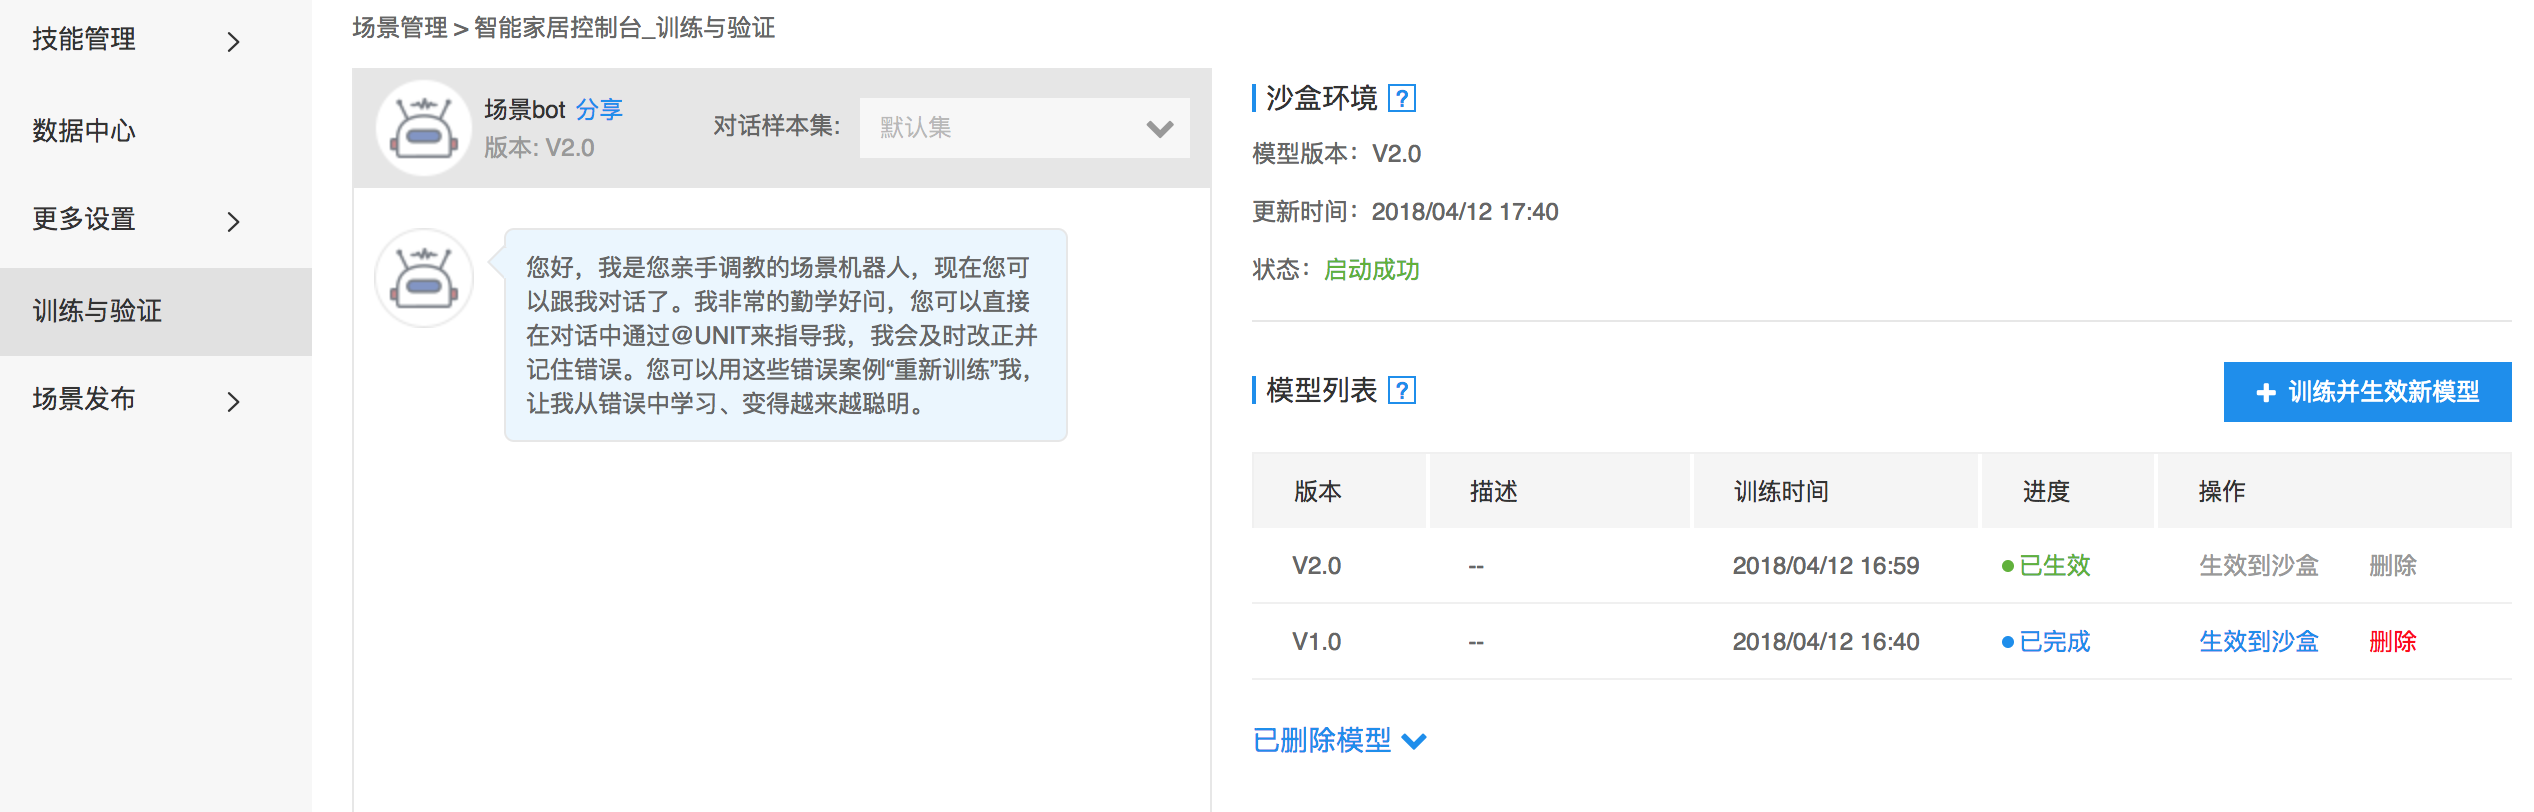 技能管理
数据中心
更多设置
训练与验证
场景发布
场景管理 > 智能家居控制台_训练与验证
场景bot 分享
版本: V2.0
对话样本集: 默认集
您好，我是您亲手调教的场景机器人，现在您可
以跟我对话了。我非常的勤学好问，您可以直接
在对话中通过@UNIT来指导我，我会及时改正并
记住错误。您可以用这些错误案例“重新训练”我，
让我从错误中学习、变得越来越聪明。
沙盒环境 ?
模型版本： V2.0
更新时间： 2018/04/12 17:40
状态： 启动成功
模型列表 ?
+ 训练并生效新模型
版本 描述 训练时间 进度 操作
V2.0 -- 2018/04/12 16:59 已生效 生效到沙盒 删除
V1.0 -- 2018/04/12 16:40 已完成 生效到沙盒 删除
已删除模型